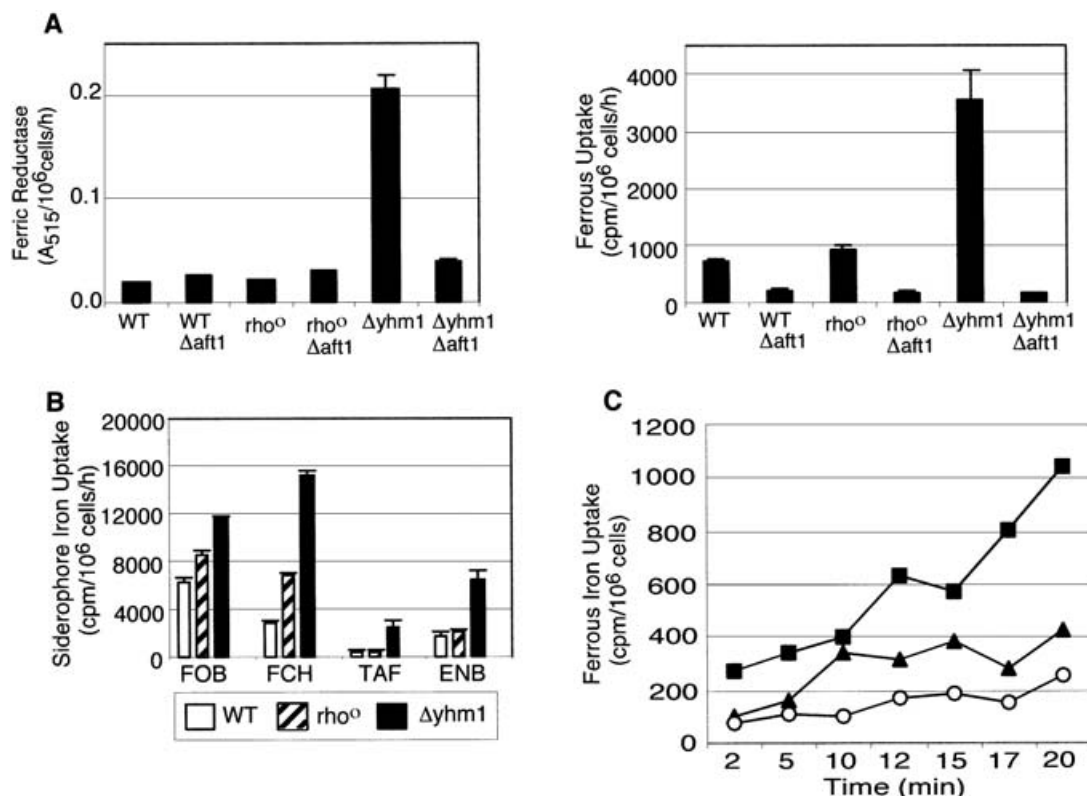 A
Ferric Reductase
(A515/10⁶cells/h)
0.2
0.1
0.0
WT
WT Δaft1
rho⁰
rho⁰ Δaft1
Δyhm1
Δyhm1 Δaft1
Ferrous Uptake
(cpm/10⁶ cells/h)
4000
3000
2000
1000
0
WT
WT Δaft1
rho⁰
rho⁰ Δaft1
Δyhm1
Δyhm1 Δaft1
B
Siderophore Iron Uptake
(cpm/10⁶ cells/h)
20000
16000
12000
8000
4000
0
FOB FCH TAF ENB
WT rho⁰ Δyhm1
C
Ferrous Iron Uptake
(cpm/10⁶ cells)
1200
1000
800
600
400
200
0
2 5 10 12 15 17 20
Time (min)